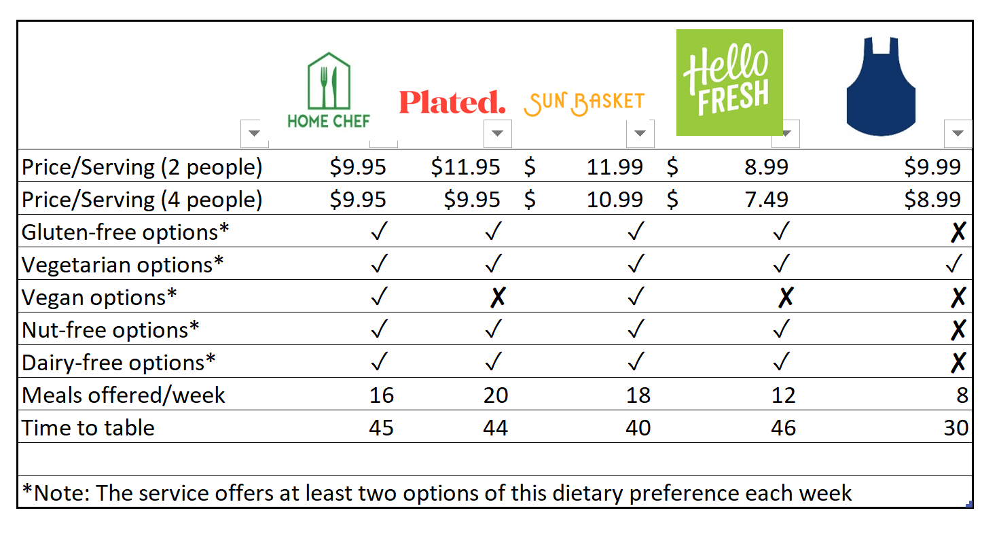 HOME CHEF Plated. SUN BASKET Hello FRESH
Price/Serving (2 people) $9.95 $11.95 $ 11.99 $ 8.99 $9.99
Price/Serving (4 people) $9.95 $9.95 $ 10.99 $ 7.49 $8.99
Gluten-free options* ✓ ✓ ✓ ✓ ✗
Vegetarian options* ✓ ✓ ✓ ✓ ✓
Vegan options* ✓ ✗ ✓ ✗ ✗
Nut-free options* ✓ ✓ ✓ ✓ ✗
Dairy-free options* ✓ ✓ ✓ ✓ ✗
Meals offered/week 16 20 18 12 8
Time to table 45 44 40 46 30
*Note: The service offers at least two options of this dietary preference each week